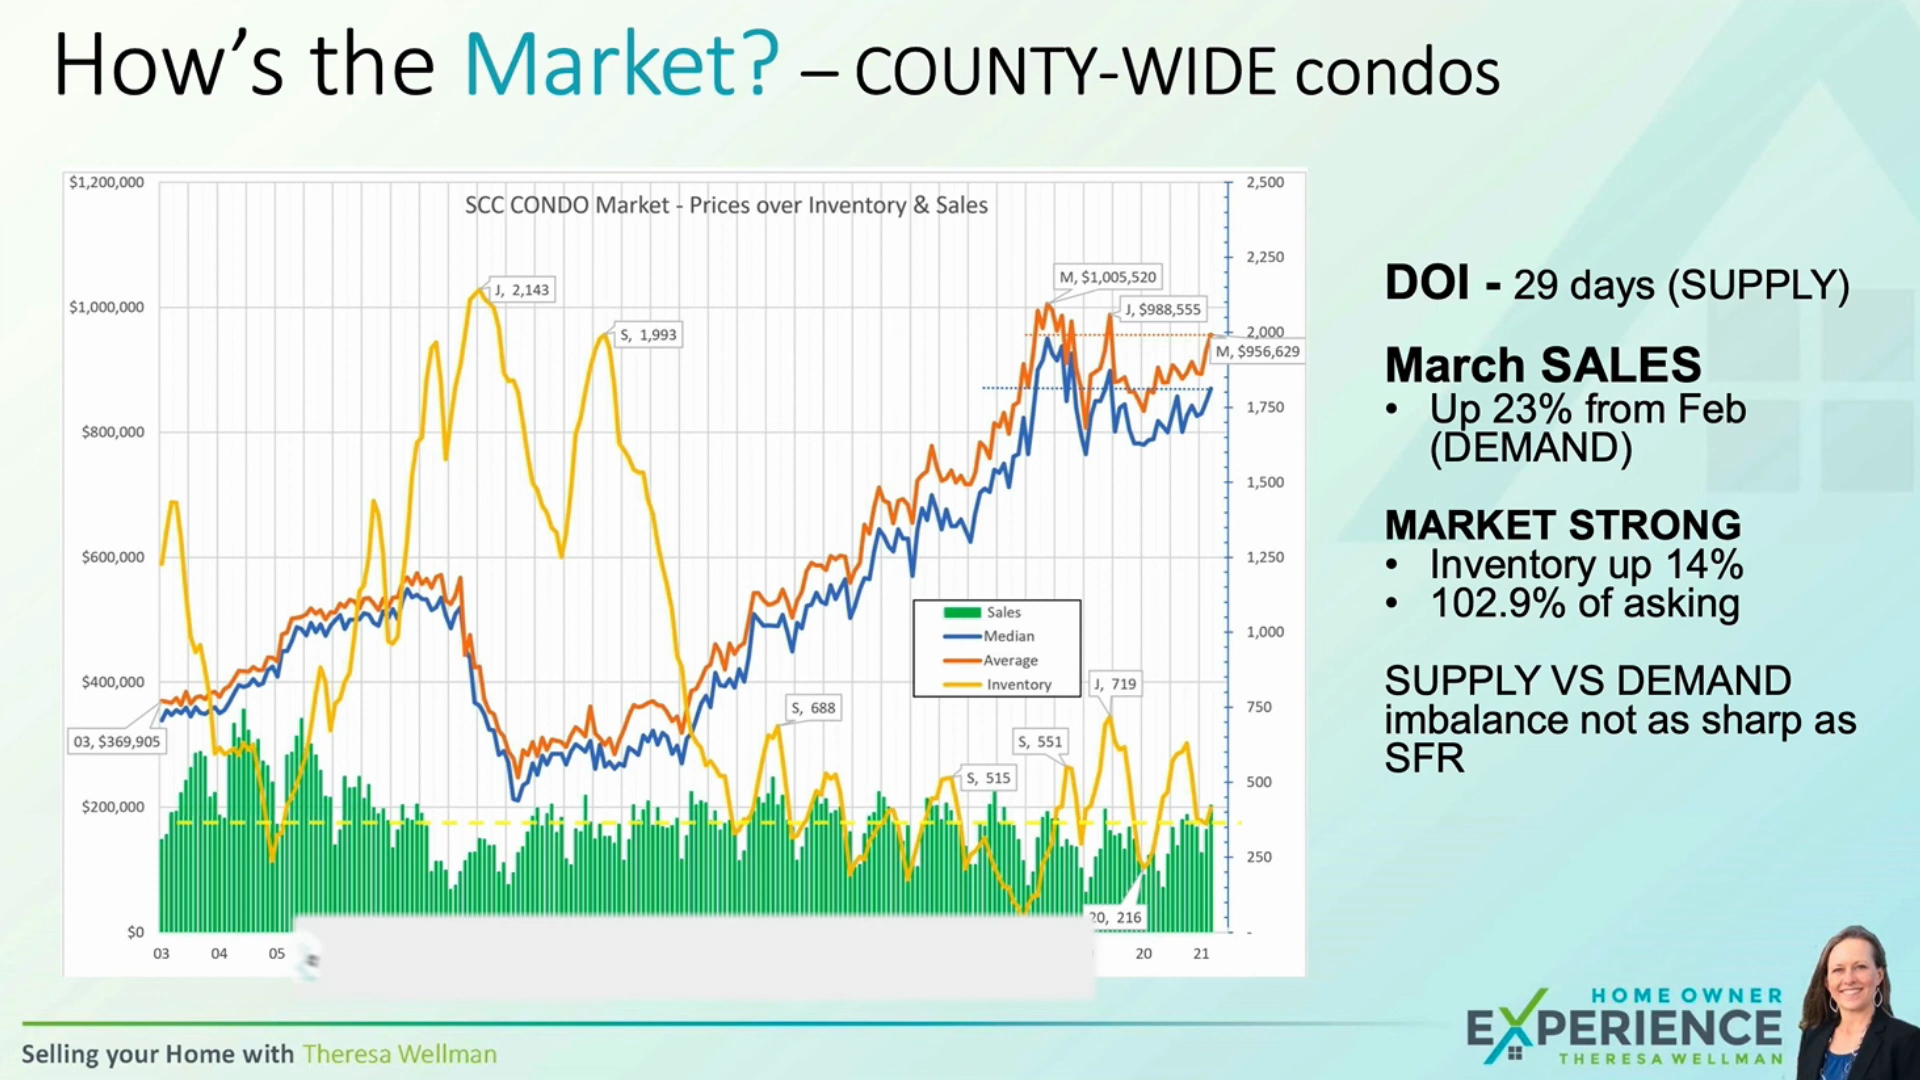 How's the Market? – COUNTY-WIDE condos
SCC CONDO Market - Prices over Inventory & Sales
$1,200,000
$1,000,000
$800,000
$600,000
$400,000
$200,000
$0
2,500
2,250
2,000
1,750
1,500
1,250
1,000
750
500
250
-
J, 2,143
S, 1,993
M, $1,005,520
J, $988,555
M, $956,629
03, $369,905
S, 688
S, 515
S, 551
J, 719
20, 216
Sales
Median
Average
Inventory
03 04 05 20 21
DOI - 29 days (SUPPLY)
March SALES
• Up 23% from Feb
(DEMAND)
MARKET STRONG
• Inventory up 14%
• 102.9% of asking
SUPPLY VS DEMAND
imbalance not as sharp as
SFR
Selling your Home with Theresa Wellman
HOME OWNER
EXPERIENCE
THERESA WELLMAN